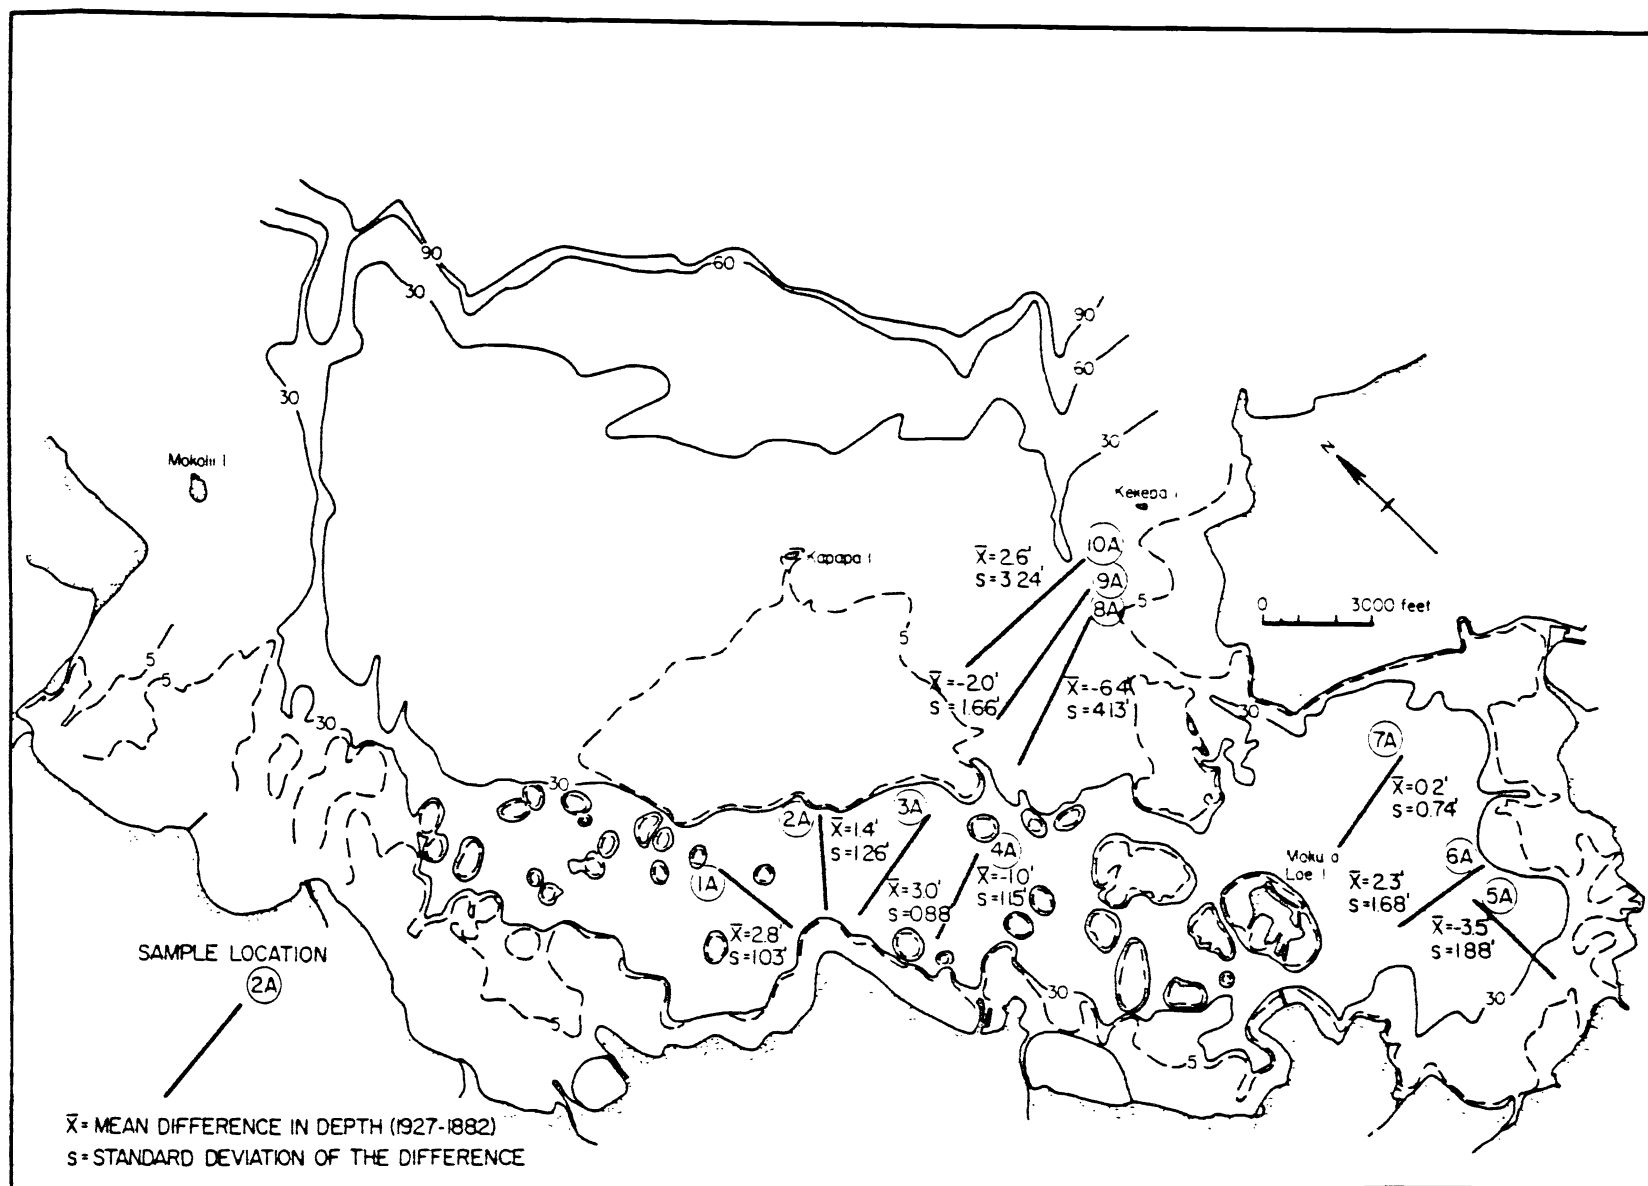 90
60
30
90'
60
30
30
Mokolii I
N
Kekepa I
Kapapa I
10A
X̄=2.6'
S=3.24'
9A
8A
5
0 3000 feet
5'
5
5
X̄=-2.0'
S=1.66'
X̄=-6.4'
S=4.13'
30
30
7A
30
X̄=0.2'
S=0.74'
2A
3A
X̄=1.4'
S=1.26'
4A
Moku o
Loe I
6A
1A
X̄=3.0'
S=0.88'
X̄=-1.0'
S=1.15'
X̄=2.3'
S=1.68'
5A
X̄=2.8'
S=1.03'
X̄=-3.5'
S=1.88'
SAMPLE LOCATION
2A
30
30
5
5
X̄= MEAN DIFFERENCE IN DEPTH (1927-1882)
S= STANDARD DEVIATION OF THE DIFFERENCE